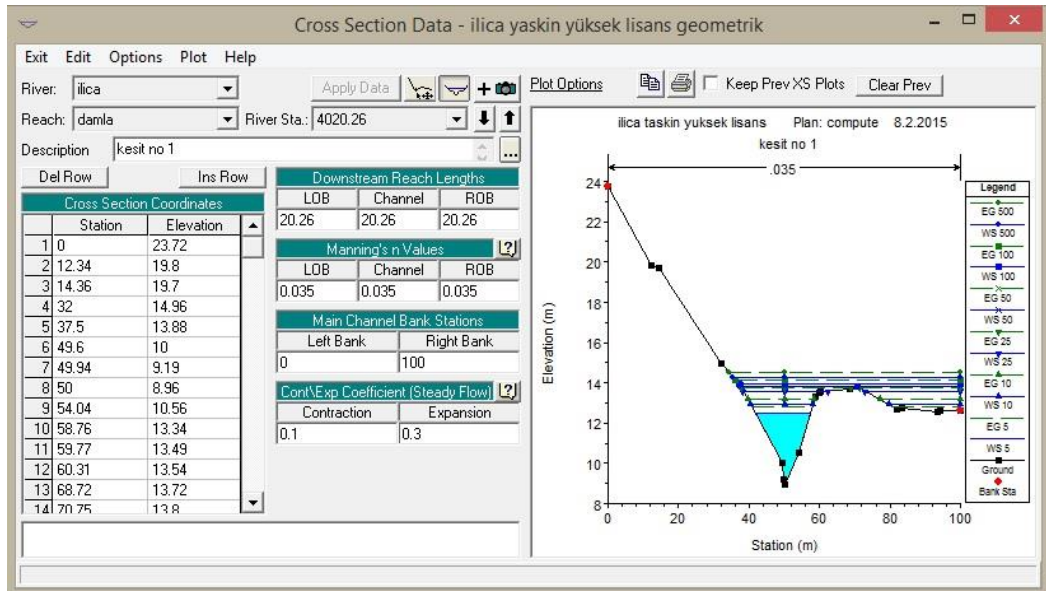 Cross Section Data - ilica yaskin yüksek lisans geometrik
Exit Edit Options Plot Help
River: ilica
Apply Data
Plot Options
Keep Prev XS Plots
Clear Prev
Reach: damla
River Sta.: 4020.26
Description kesit no 1
...
Del Row
Ins Row
Cross Section Coordinates
Station Elevation
1 0 23.72
2 12.34 19.8
3 14.36 19.7
4 32 14.96
5 37.5 13.88
6 49.6 10
7 49.94 9.19
8 50 8.96
9 54.04 10.56
10 58.76 13.34
11 59.77 13.49
12 60.31 13.54
13 68.72 13.72
14 70.75 13.8
Downstream Reach Lengths
LOB Channel ROB
20.26 20.26 20.26
Manning's n Values
LOB Channel ROB
0.035 0.035 0.035
Main Channel Bank Stations
Left Bank Right Bank
0 100
Cont\Exp Coefficient (Steady Flow)
Contraction Expansion
0.1 0.3
ilica taskin yuksek lisans Plan: compute 8.2.2015
kesit no 1
.035
24
22
20
18
16
14
12
10
8
Elevation (m)
0 20 40 60 80 100
Station (m)
Legend
EG 500
WS 500
EG 100
WS 100
EG 50
WS 50
EG 25
WS 25
EG 10
WS 10
EG 5
WS 5
Ground
Bank Sta